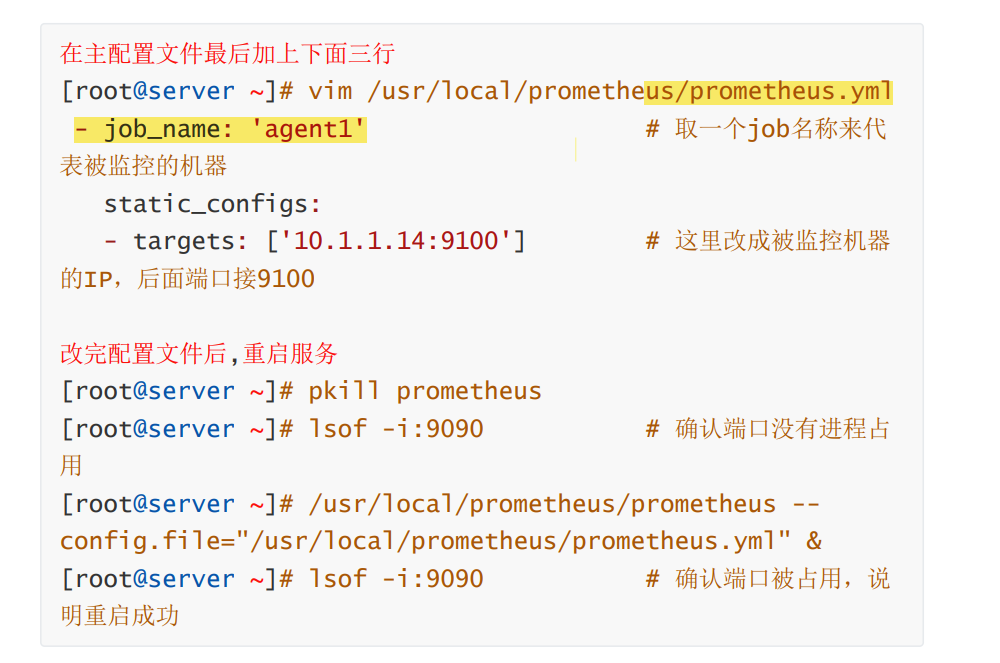 在主配置文件最后加上下面三行
[root@server ~]# vim /usr/local/prometheus/prometheus.yml
- job_name: 'agent1' # 取一个job名称来代
表被监控的机器
static_configs:
- targets: ['10.1.1.14:9100'] # 这里改成被监控机器
的IP，后面端口接9100
改完配置文件后,重启服务
[root@server ~]# pkill prometheus
[root@server ~]# lsof -i:9090 # 确认端口没有进程占
用
[root@server ~]# /usr/local/prometheus/prometheus --
config.file="/usr/local/prometheus/prometheus.yml" &
[root@server ~]# lsof -i:9090 # 确认端口被占用，说
明重启成功